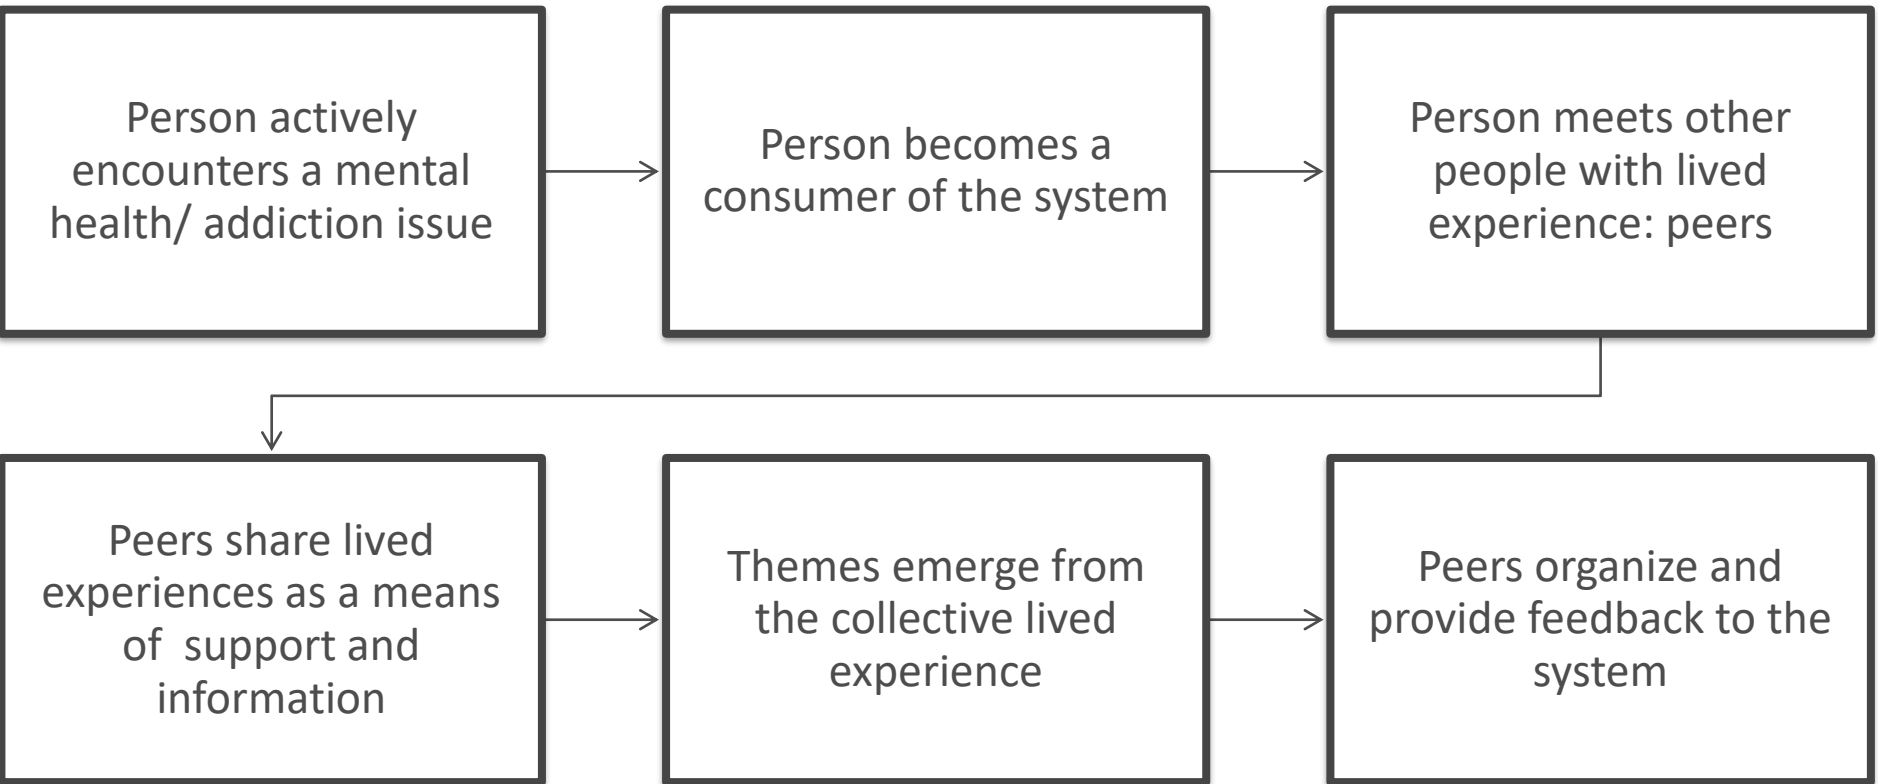 Person actively
encounters a mental
health/ addiction issue
Person becomes a
consumer of the system
Person meets other
people with lived
experience: peers
Peers share lived
experiences as a means
of  support and
information
Themes emerge from
the collective lived
experience
Peers organize and
provide feedback to the
system